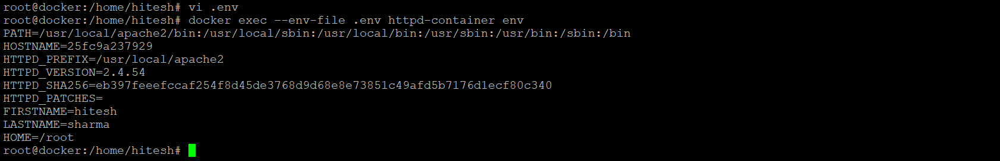 root@docker:/home/hitesh# vi .env
root@docker:/home/hitesh# docker exec --env-file .env httpd-container env
PATH=/usr/local/apache2/bin:/usr/local/sbin:/usr/local/bin:/usr/sbin:/usr/bin:/sbin:/bin
HOSTNAME=25fc9a237929
HTTPD_PREFIX=/usr/local/apache2
HTTPD_VERSION=2.4.54
HTTPD_SHA256=eb397feeefccaf254f8d45de3768d9d68e8e73851c49afd5b7176d1ecf80c340
HTTPD_PATCHES=
FIRSTNAME=hitesh
LASTNAME=sharma
HOME=/root
root@docker:/home/hitesh#